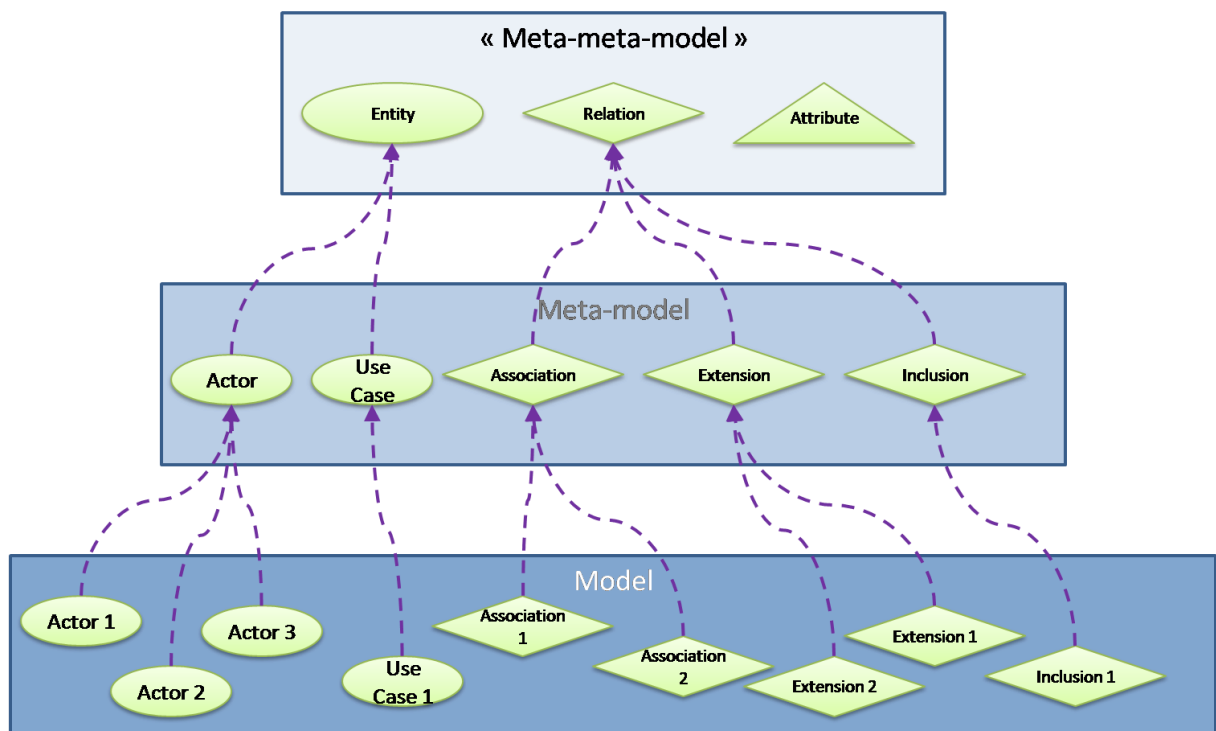 « Meta-meta-model »
Entity
Relation
Attribute
Meta-model
Actor
Use
Case
Association
Extension
Inclusion
Model
Actor 1
Actor 2
Actor 3
Use
Case 1
Association
1
Association
2
Extension 1
Extension 2
Inclusion 1